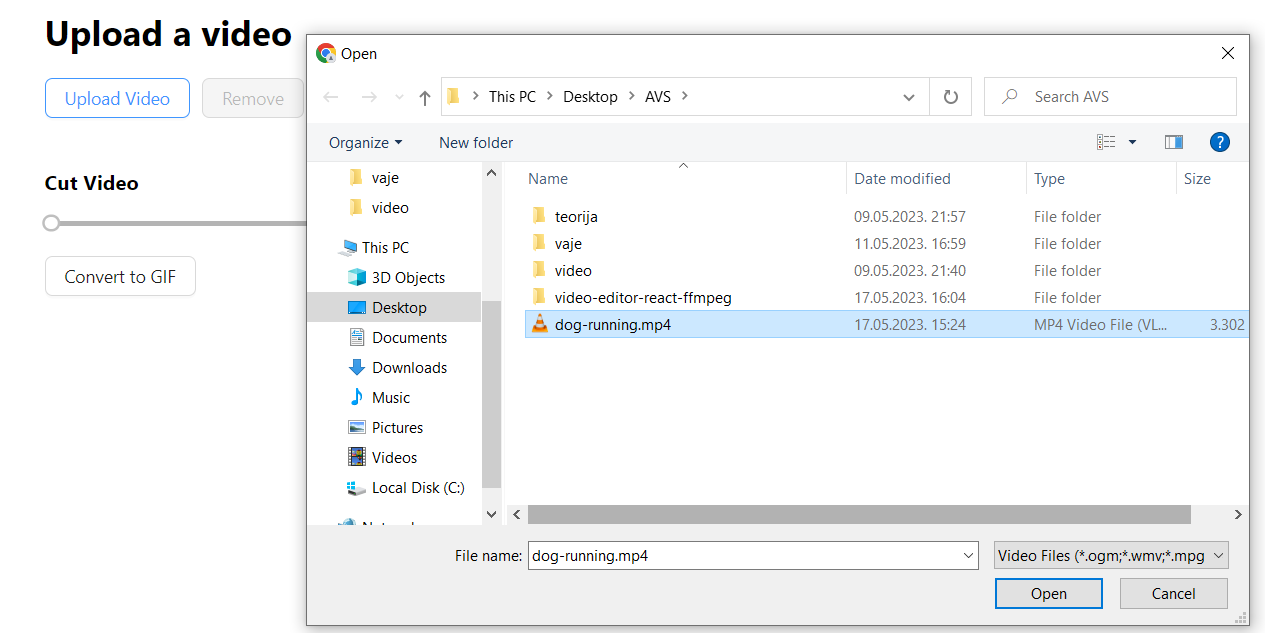 Upload a video
Open
Upload Video
Remove
This PC
Desktop
AVS
Search AVS
Organize
New folder
Cut Video
Convert to GIF
vaje
video
This PC
3D Objects
Desktop
Documents
Downloads
Music
Pictures
Videos
Local Disk (C:)
Name Date modified Type Size
teorija 09.05.2023. 21:57 File folder
vaje 11.05.2023. 16:59 File folder
video 09.05.2023. 21:40 File folder
video-editor-react-ffmpeg 17.05.2023. 16:04 File folder
dog-running.mp4 17.05.2023. 15:24 MP4 Video File (VL... 3.302
File name: dog-running.mp4
Video Files (*.ogm;*.wmv;*.mpg
Open
Cancel